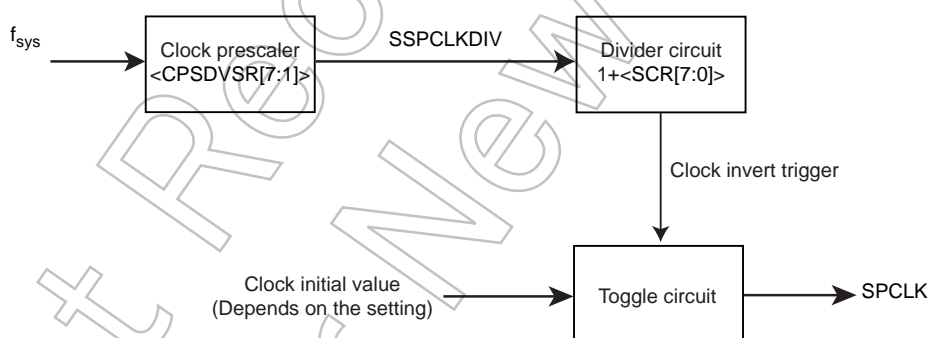 f_sys
Clock prescaler
<CPSDVSR[7:1]>
SSPCLKDIV
Divider circuit
1+<SCR[7:0]>
Clock invert trigger
Clock initial value
(Depends on the setting)
Toggle circuit
SPCLK